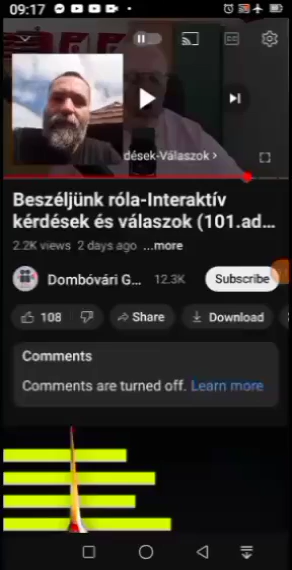 09:17
dések-Válaszok >
Beszéljünk róla-Interaktív
kérdések és válaszok (101.ad...
2.2K views 2 days ago ...more
Dombóvári G... 12.3K Subscribe
108 Share Download
Comments
Comments are turned off. Learn more